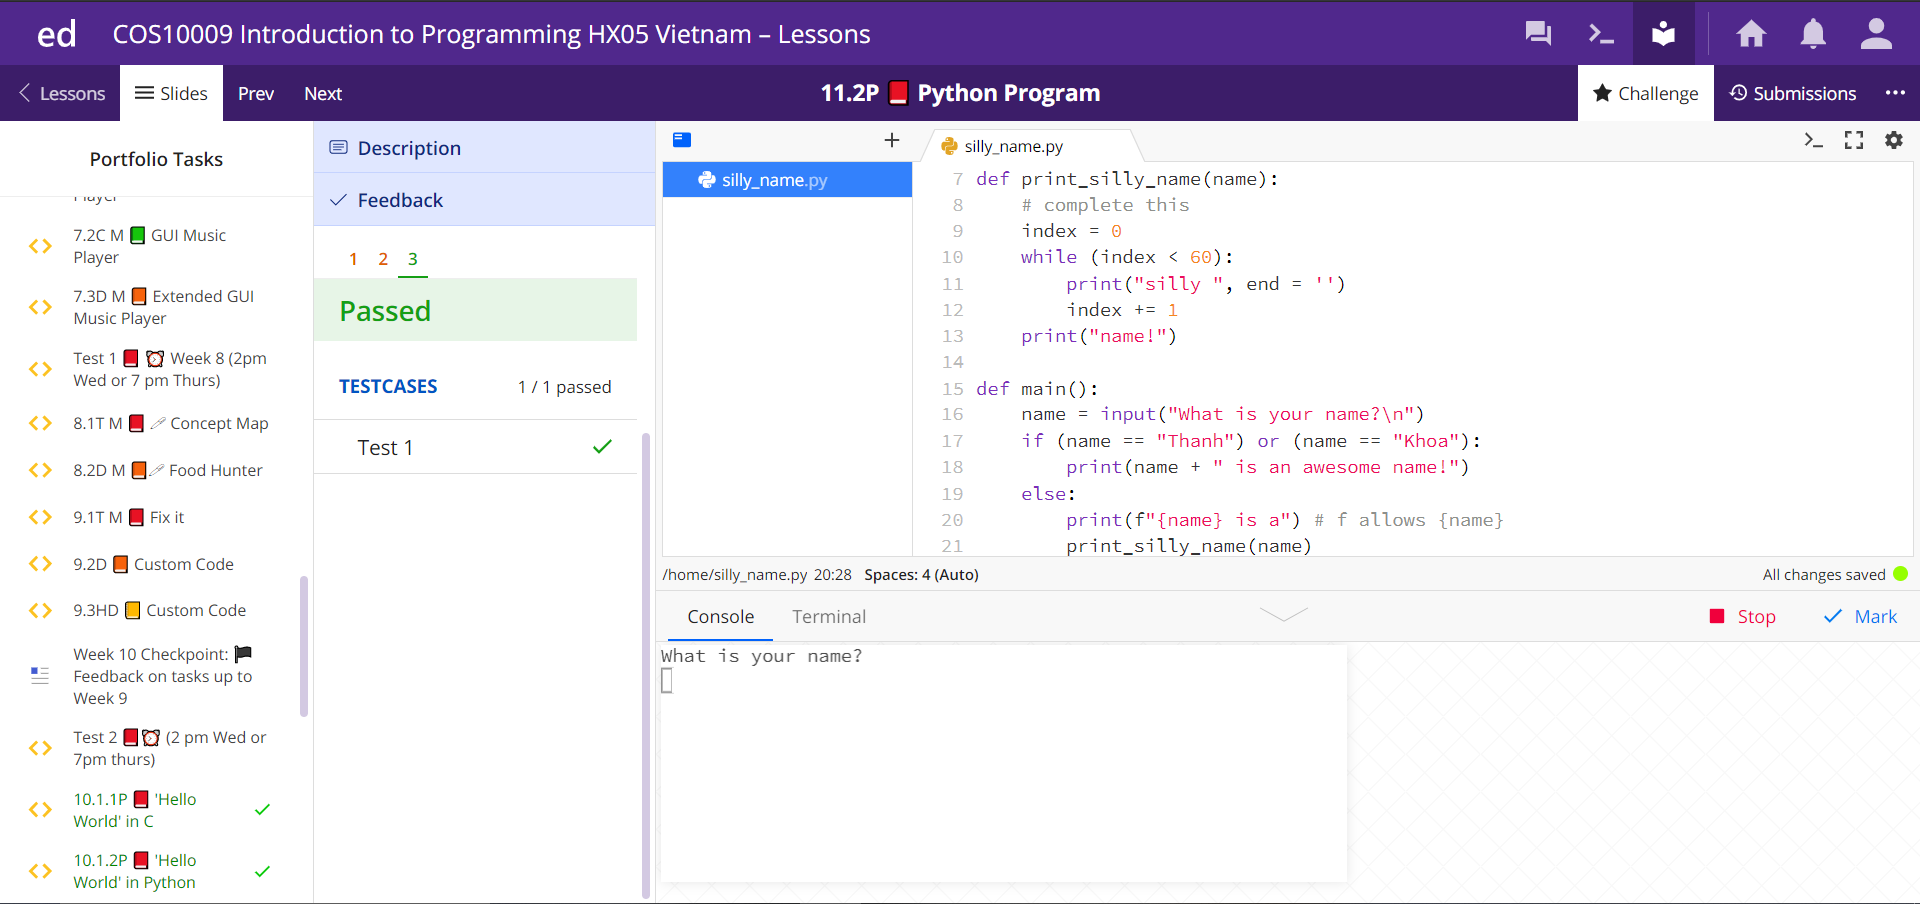 ed COS10009 Introduction to Programming HX05 Vietnam – Lessons
Lessons Slides Prev Next 11.2P Python Program Challenge Submissions
Portfolio Tasks
Player
7.2C M GUI Music
Player
7.3D M Extended GUI
Music Player
Test 1 Week 8 (2pm
Wed or 7 pm Thurs)
8.1T M Concept Map
8.2D M Food Hunter
9.1T M Fix it
9.2D Custom Code
9.3HD Custom Code
Week 10 Checkpoint:
Feedback on tasks up to
Week 9
Test 2 (2 pm Wed or
7pm thurs)
10.1.1P 'Hello
World' in C
10.1.2P 'Hello
World' in Python
Description
Feedback
1 2 3
Passed
TESTCASES 1 / 1 passed
Test 1
silly_name.py
silly_name.py
7 def print_silly_name(name):
8 # complete this
9 index = 0
10 while (index < 60):
11 print("silly ", end = '')
12 index += 1
13 print("name!")
14
15 def main():
16 name = input("What is your name?\n")
17 if (name == "Thanh") or (name == "Khoa"):
18 print(name + " is an awesome name!")
19 else:
20 print(f"{name} is a") # f allows {name}
21 print_silly_name(name)
/home/silly_name.py 20:28 Spaces: 4 (Auto) All changes saved
Console Terminal Stop Mark
What is your name?